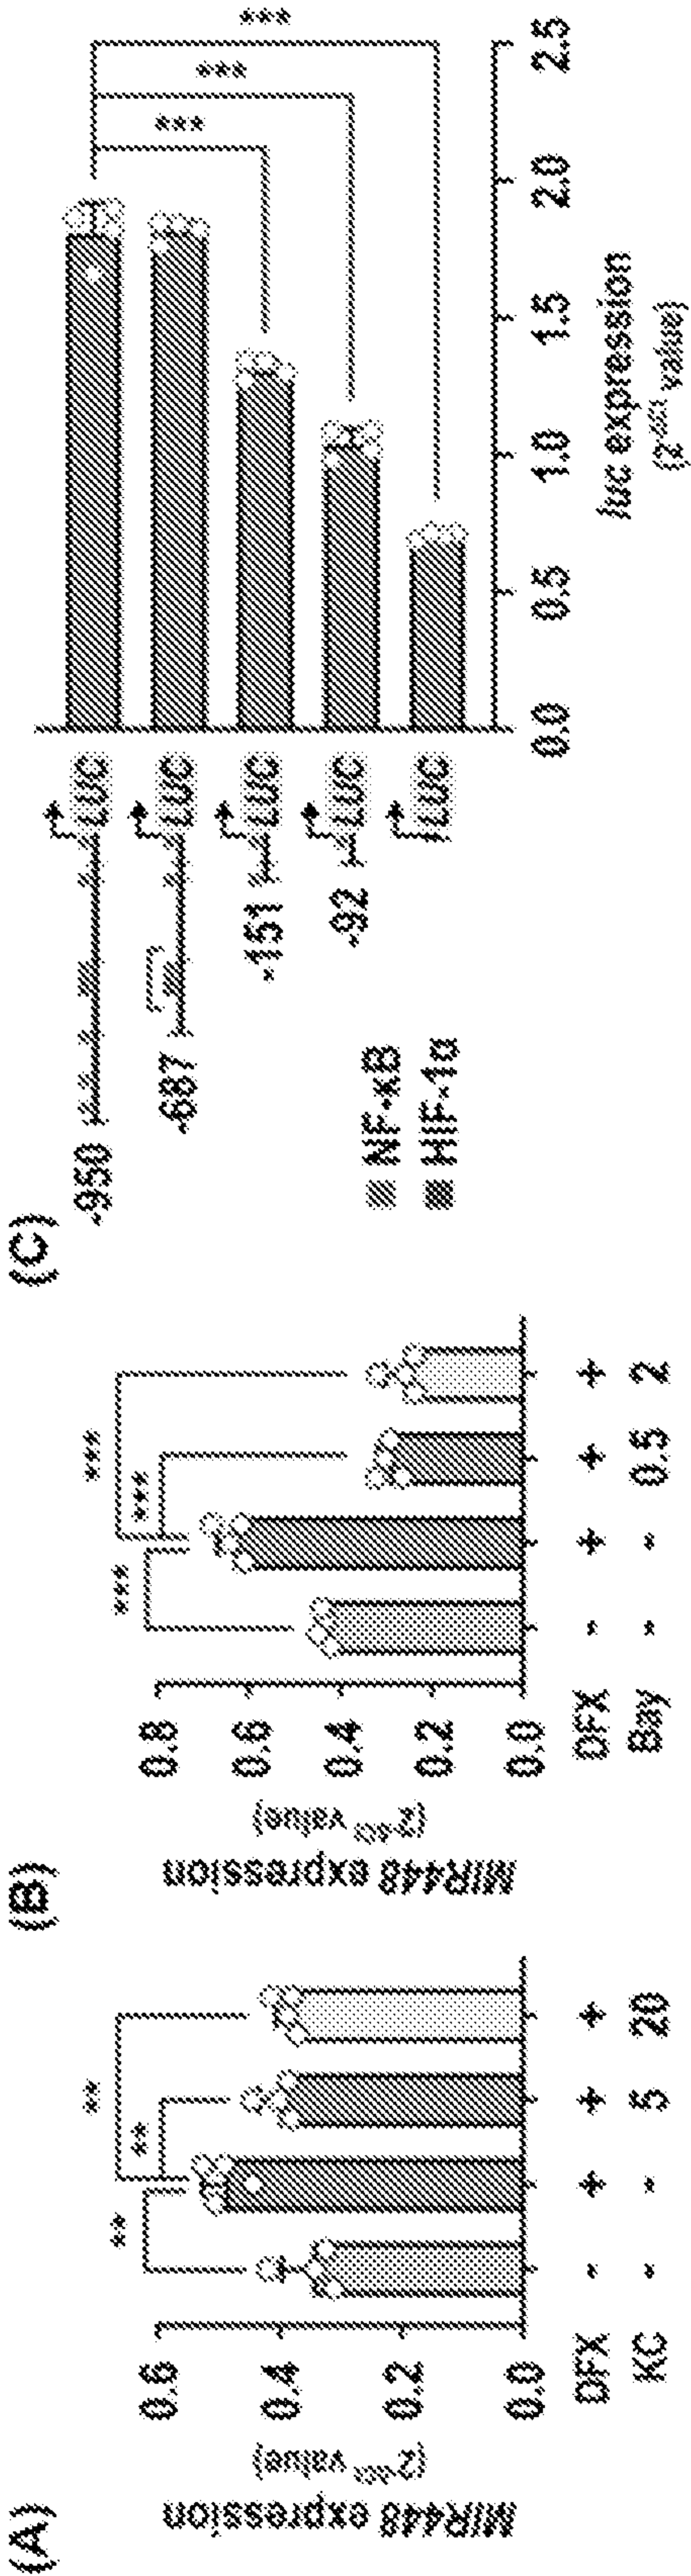 (A)
MIR448 expression
(2^-ΔCt value)
0.6
0.4
0.2
0.0
**
**
**
DFX - + + +
KC - - 5 20
(B)
MIR448 expression
(2^-ΔCt value)
0.8
0.6
0.4
0.2
0.0
***
***
***
DFX - + + +
Bay - - 0.5 2
(C)
-950 LUC
-687 LUC
-151 LUC
-92 LUC
LUC
NF-κB
HIF-1α
***
***
***
0.0 0.5 1.0 1.5 2.0 2.5
luc expression
(2^-ΔCt value)